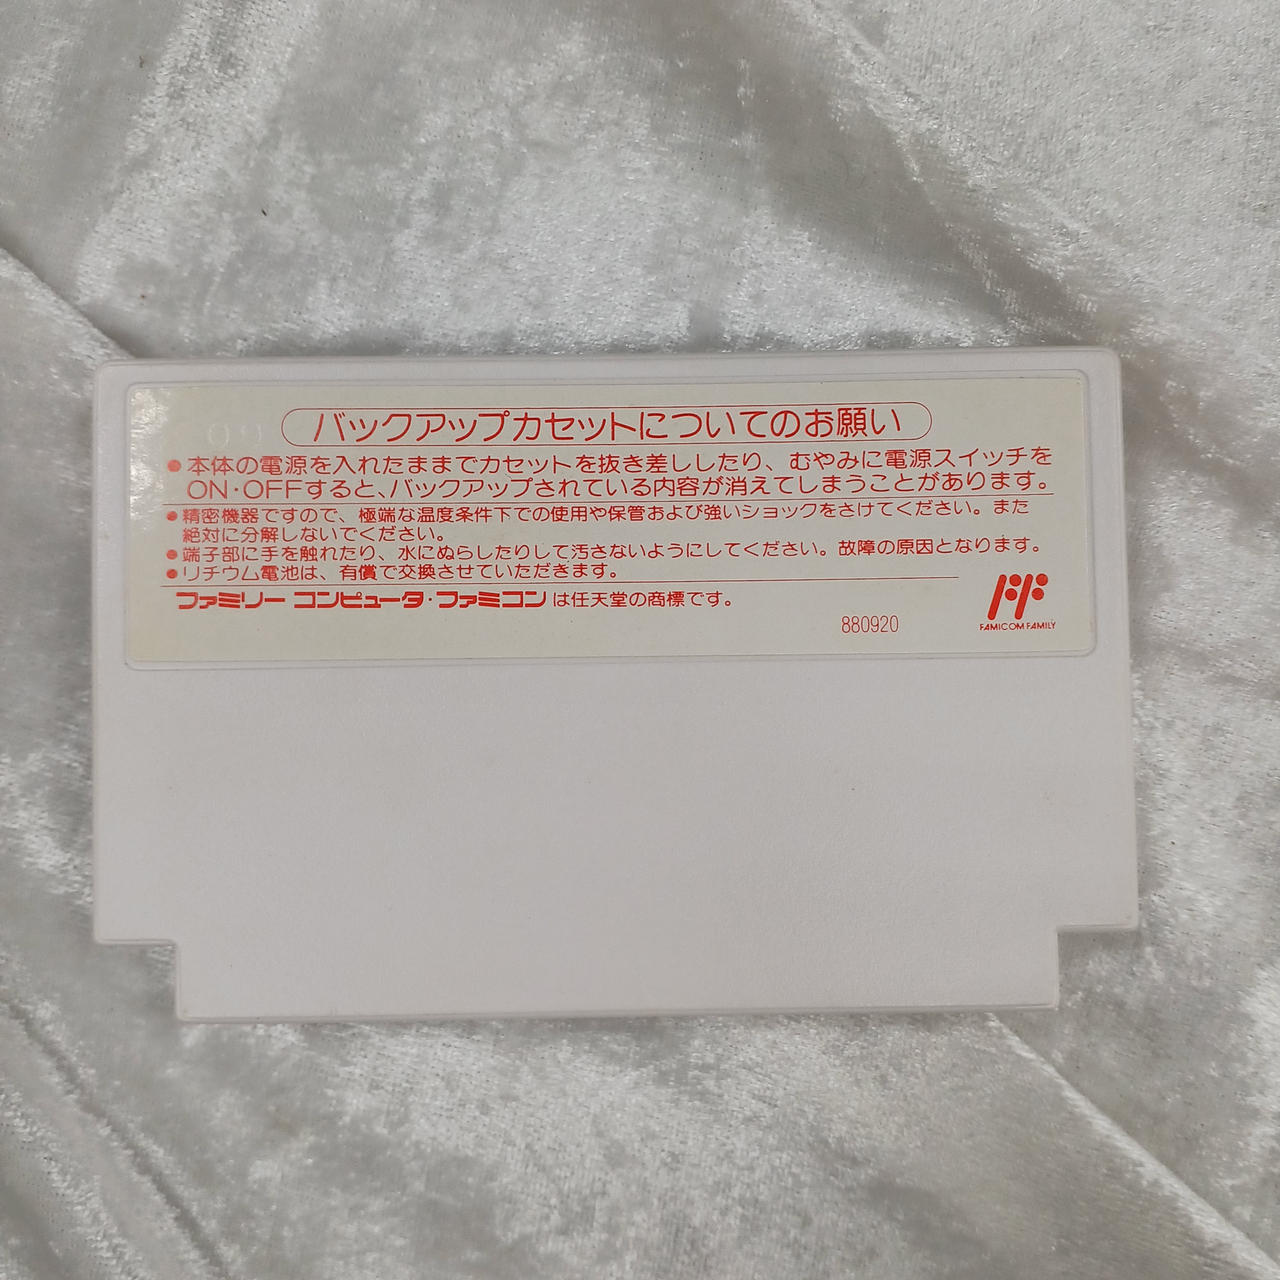 バックアップカセットについてのお願い
●本体の電源を入れたままでカセットを抜き差ししたり、むやみに電源スイッチを
ON・OFFすると、バックアップされている内容が消えてしまうことがあります。
●精密機器ですので、極端な温度条件下での使用や保管および強いショックをさけてください。また
絶対に分解しないでください。
●端子部に手を触れたり、水にぬらしたりして汚さないようにしてください。故障の原因となります。
●リチウム電池は、有償で交換させていただきます。
ファミリーコンピュータ・ファミコンは任天堂の商標です。
880920
FAMICOM FAMILY